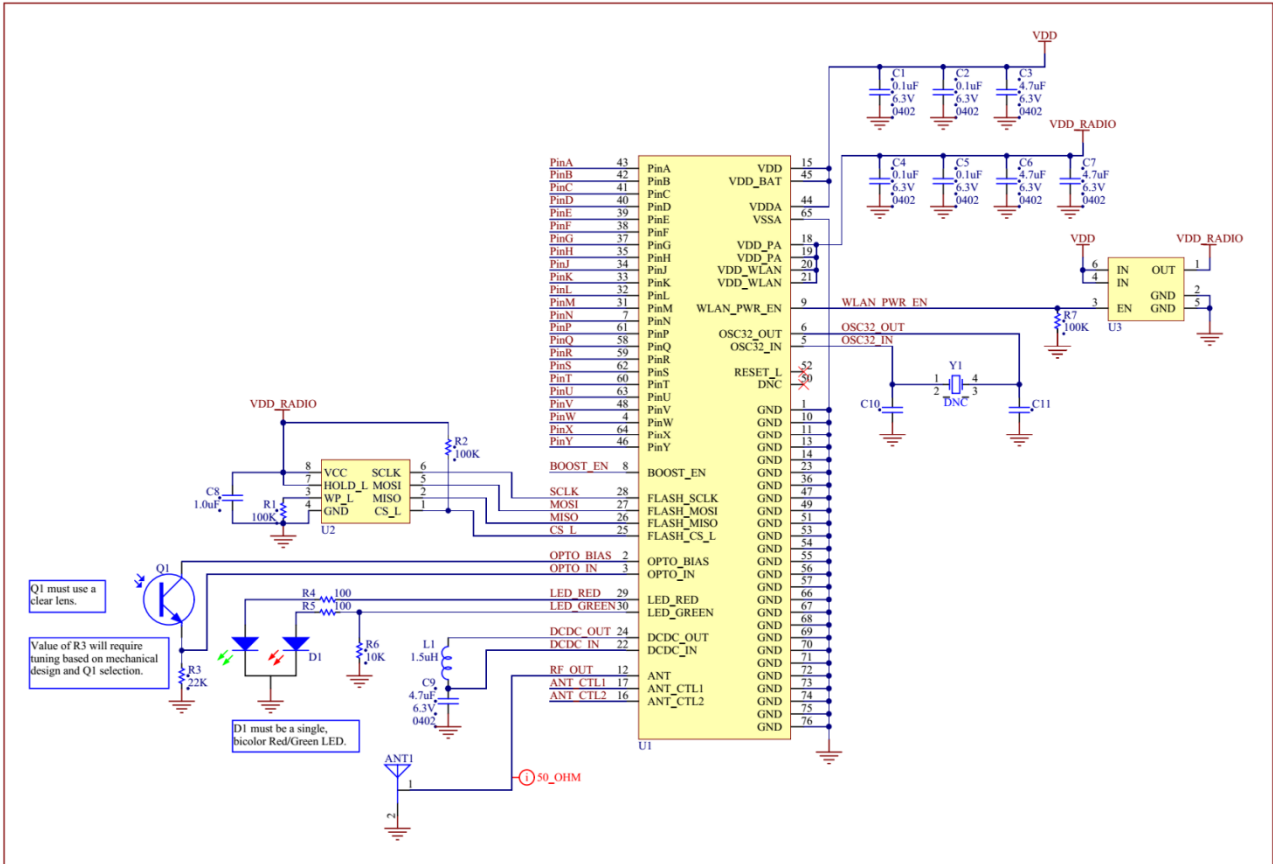 VDD
C1
0.1uF
6.3V
0402
C2
0.1uF
6.3V
0402
C3
4.7uF
6.3V
0402
VDD_RADIO
C4
0.1uF
6.3V
0402
C5
0.1uF
6.3V
0402
C6
4.7uF
6.3V
0402
C7
4.7uF
6.3V
0402
PinA 43 PinA
PinB 42 PinB
PinC 41 PinC
PinD 40 PinD
PinE 39 PinE
PinF 38 PinF
PinG 37 PinG
PinH 35 PinH
PinJ 34 PinJ
PinK 33 PinK
PinL 32 PinL
PinM 31 PinM
PinN 7 PinN
PinP 61 PinP
PinQ 58 PinQ
PinR 59 PinR
PinS 62 PinS
PinT 60 PinT
PinU 63 PinU
PinV 48 PinV
PinW 4 PinW
PinX 64 PinX
PinY 46 PinY
BOOST_EN 8 BOOST_EN
SCLK 28 FLASH_SCLK
MOSI 27 FLASH_MOSI
MISO 26 FLASH_MISO
CS_L 25 FLASH_CS_L
OPTO_BIAS 2 OPTO_BIAS
OPTO_IN 3 OPTO_IN
LED_RED 29 LED_RED
LED_GREEN 30 LED_GREEN
DCDC_OUT 24 DCDC_OUT
DCDC_IN 22 DCDC_IN
RF_OUT 12 ANT
ANT_CTL1 17 ANT_CTL1
ANT_CTL2 16 ANT_CTL2
U1
VDD 15
VDD_BAT 45
VDDA 44
VSSA 65
VDD_PA 18
VDD_PA 19
VDD_WLAN 20
VDD_WLAN 21
WLAN_PWR_EN 9 WLAN_PWR_EN
OSC32_OUT 6 OSC32_OUT
OSC32_IN 5 OSC32_IN
RESET_L 52
DNC 50
GND 1
GND 10
GND 11
GND 13
GND 14
GND 23
GND 36
GND 47
GND 49
GND 51
GND 53
GND 54
GND 55
GND 56
GND 57
GND 66
GND 67
GND 68
GND 69
GND 70
GND 71
GND 72
GND 73
GND 74
GND 75
GND 76
VDD
VDD_RADIO
6 IN OUT 1
4 IN
GND 2
3 EN GND 5
U3
R7
100K
Y1
1 4
2 3
DNC
C10
C11
VDD_RADIO
R2
100K
8 VCC SCLK 6
7 HOLD_L MOSI 5
3 WP_L MISO 2
4 GND CS_L 1
U2
C8
1.0uF
R1
100K
Q1
Q1 must use a
clear lens.
Value of R3 will require
tuning based on mechanical
design and Q1 selection.
R3
22K
R4 100
R5 100
D1
R6
10K
D1 must be a single,
bicolor Red/Green LED.
L1
1.5uH
C9
4.7uF
6.3V
0402
ANT1
1
2
i 50_OHM